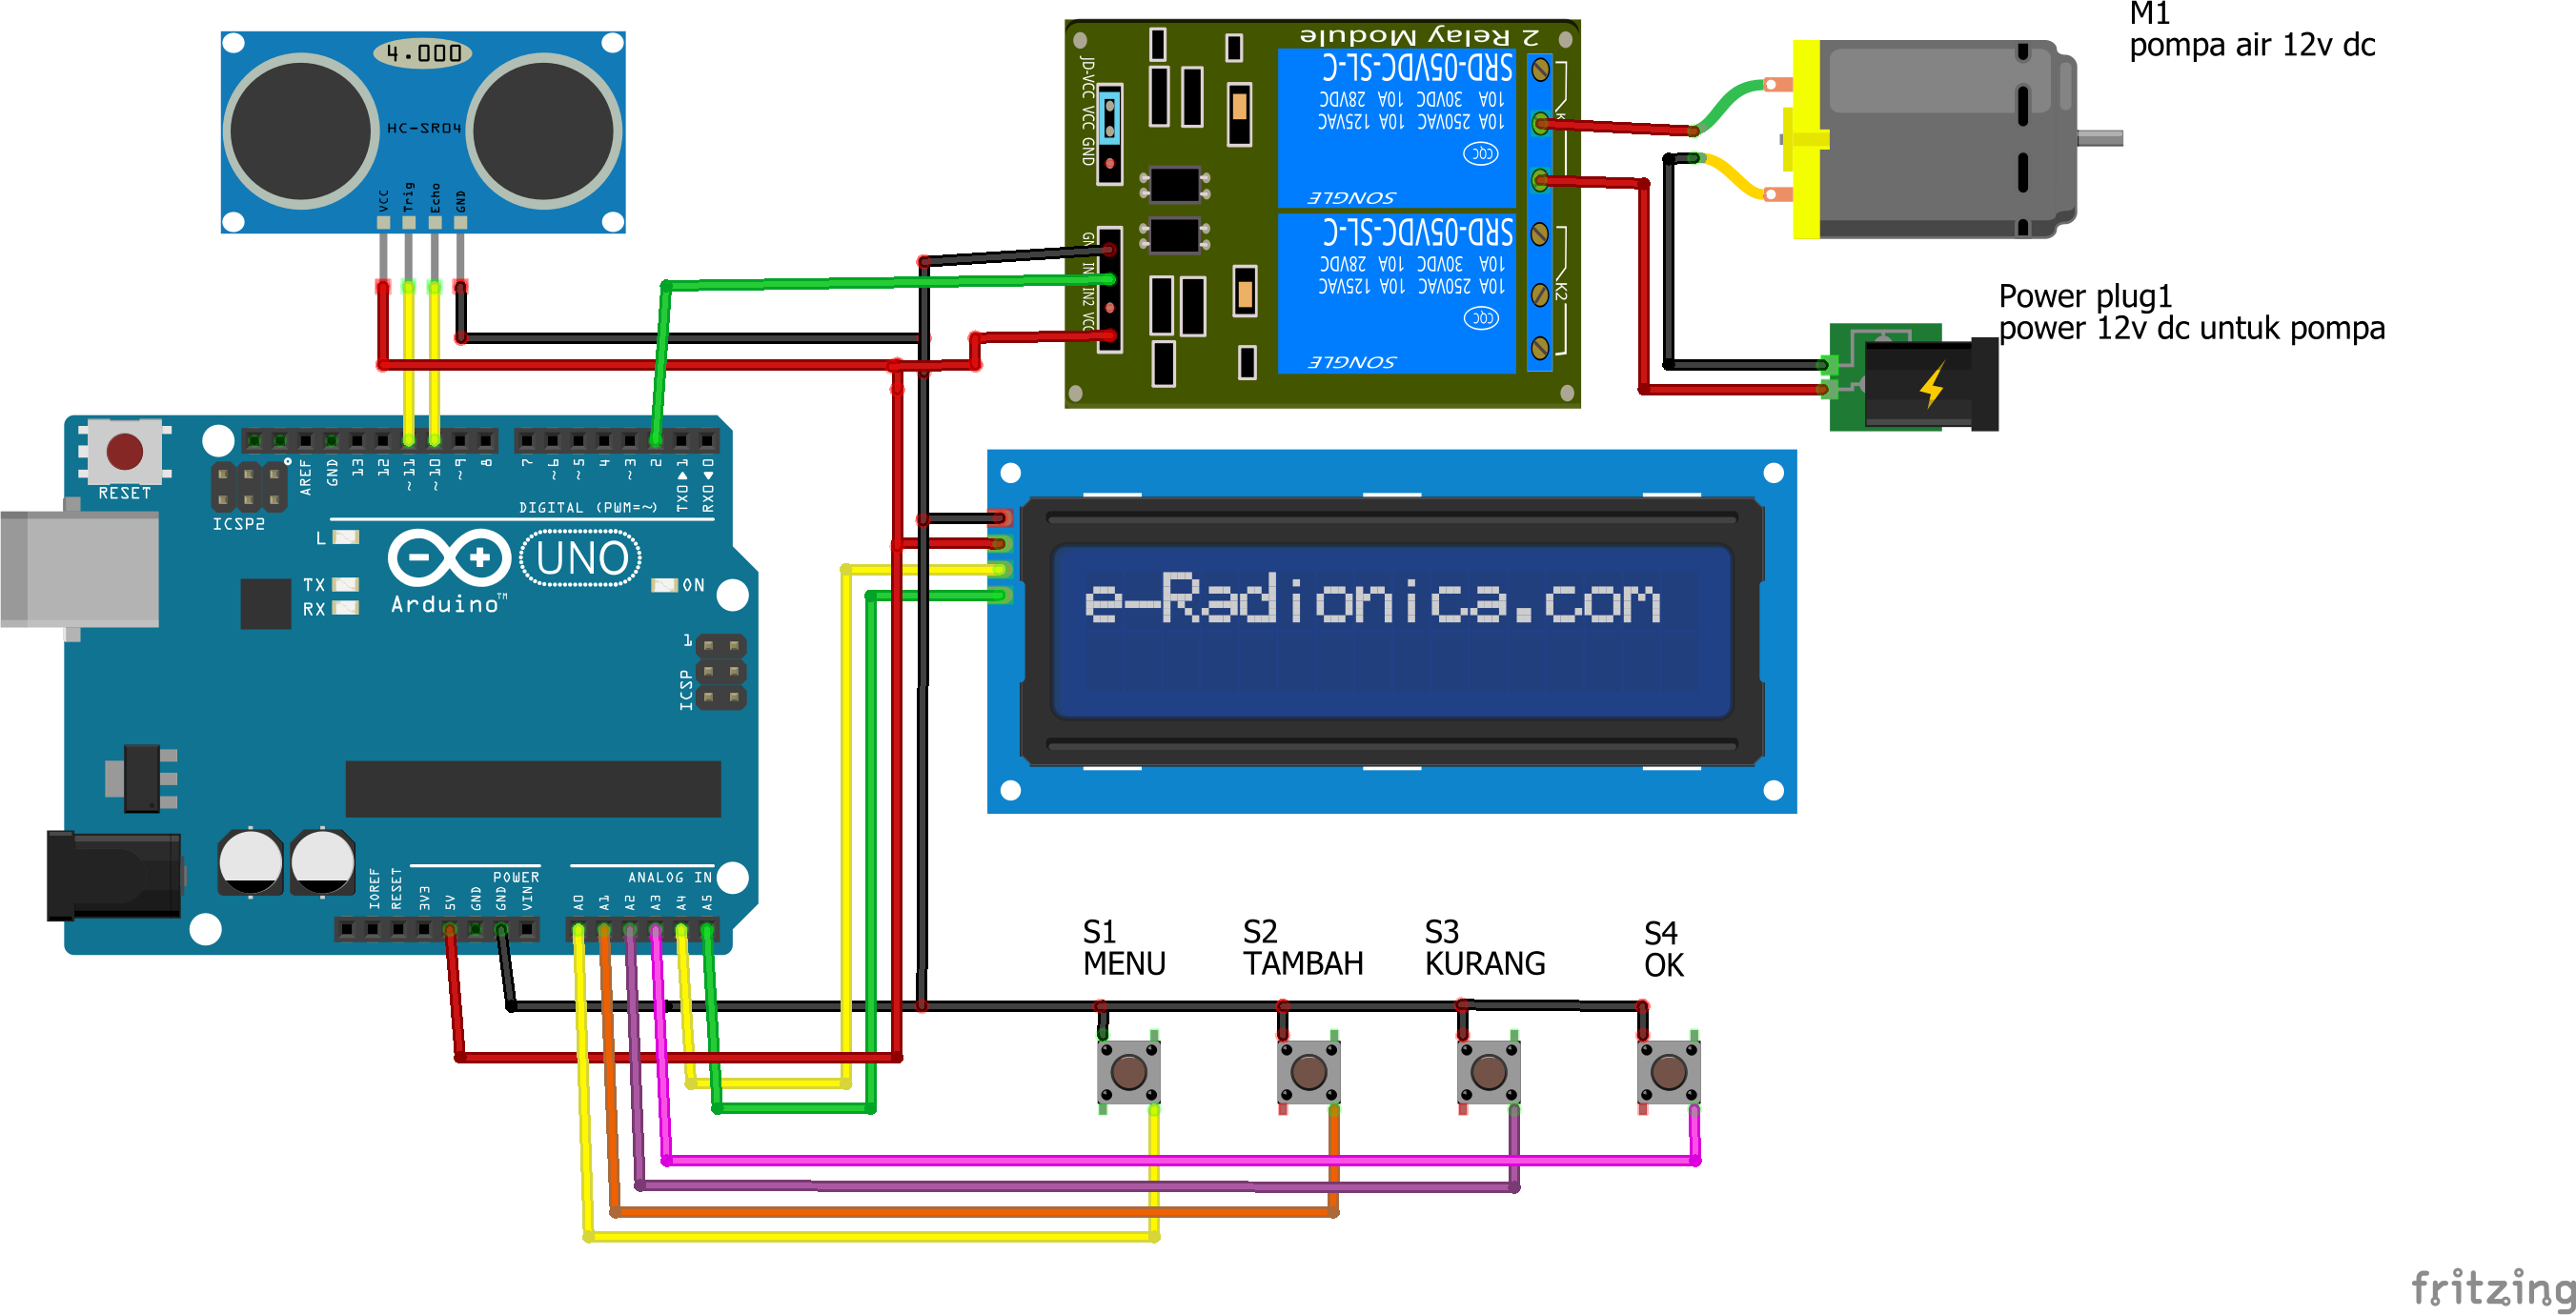 M1
pompa air 12v dc
4.000
HC-SR04
VCC
Trig
Echo
GND
2 Relay Module
JD-VCC VCC GND
SRD-05VDC-SL-C
10A 30VDC 10A 28VDC
10A 250VAC 10A 125VAC
CQC
SONGLE
SRD-05VDC-SL-C
10A 30VDC 10A 28VDC
10A 250VAC 10A 125VAC
CQC
SONGLE
IN2
K2
Power plug1
power 12v dc untuk pompa
RESET
ICSP2
AREF
GND
13
12
~11
~10
~9
8
7
~6
~5
4
~3
2
TX0▶1
RX0◀0
DIGITAL (PWM=~)
L
TX
RX
UNO
ON
Arduino™
1
ICSP
e-Radionica.com
IOREF
RESET
3V3
5V
GND
GND
VIN
POWER
ANALOG IN
A0
A1
A2
A3
A4
A5
S1
MENU
S2
TAMBAH
S3
KURANG
S4
OK
fritzing